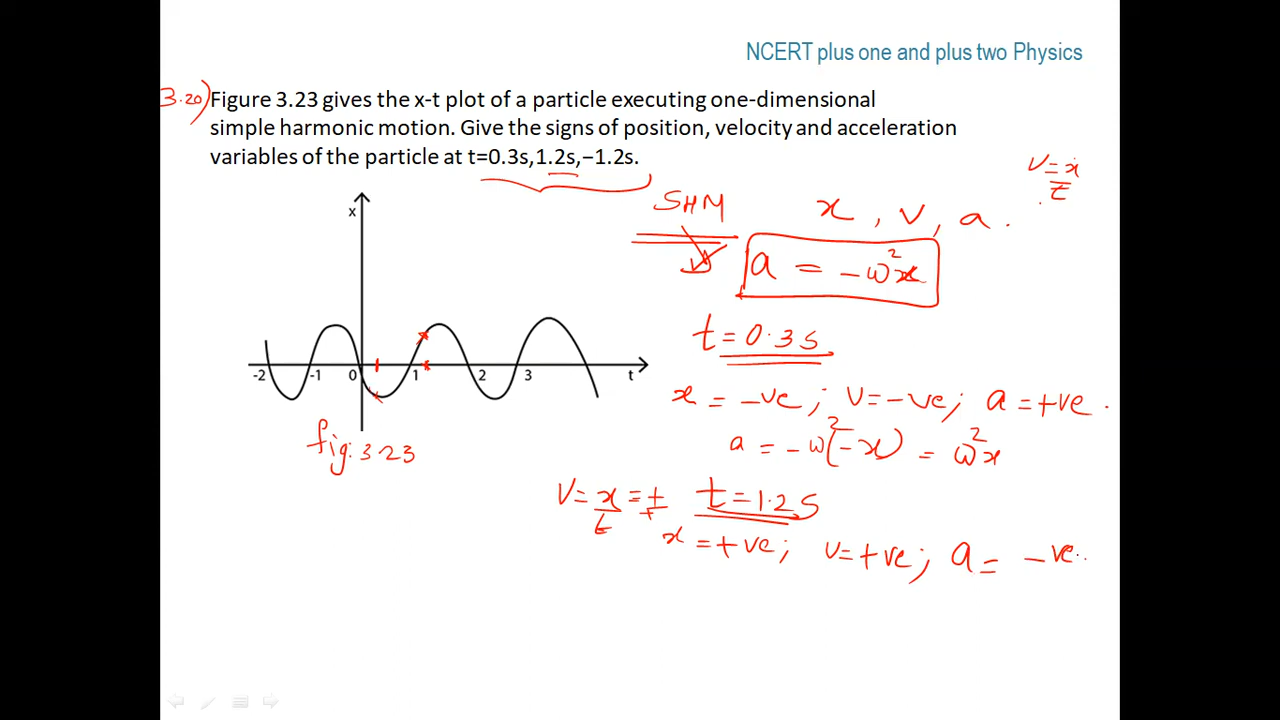 NCERT plus one and plus two Physics
3.20) Figure 3.23 gives the x-t plot of a particle executing one-dimensional
simple harmonic motion. Give the signs of position, velocity and acceleration
variables of the particle at t=0.3s,1.2s,−1.2s.
V = x/t
SHM
x , v , a .
a = -ω²x
x
-2 -1 0 1 2 3 t
fig: 3.23
t = 0.3 s
x = -ve ; v = -ve ; a = +ve .
a = -ω²(-x) = ω²x
V = x/t = +/+
t = 1.2 s
x = +ve ; v = +ve ; a = -ve .